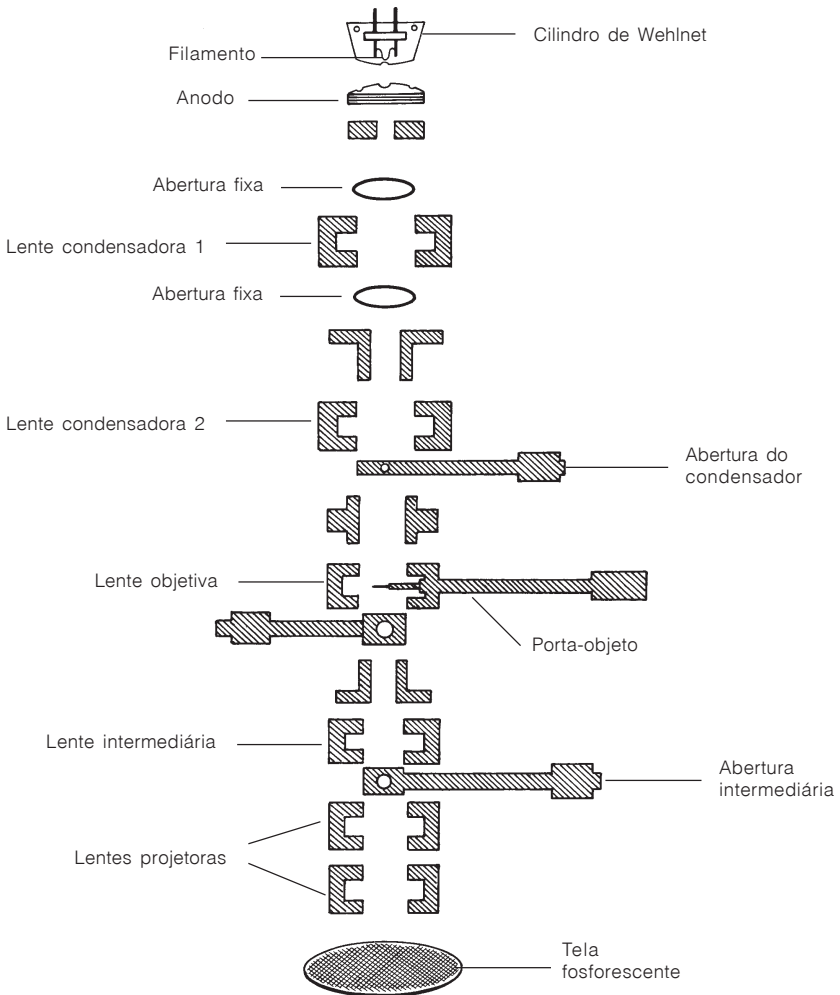 Cilindro de Wehlnet
Filamento
Anodo
Abertura fixa
Lente condensadora 1
Abertura fixa
Lente condensadora 2
Abertura do
condensador
Lente objetiva
Porta-objeto
Lente intermediária
Abertura
intermediária
Lentes projetoras
Tela
fosforescente